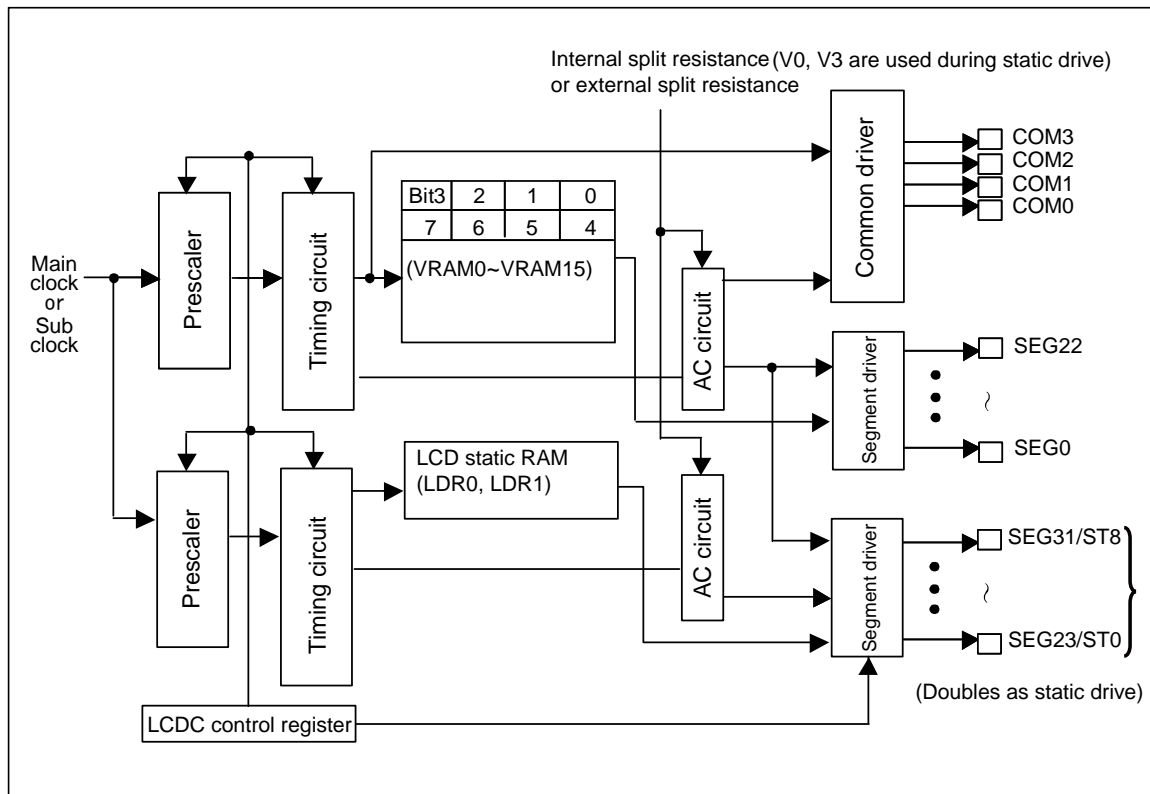 Internal split resistance (V0, V3 are used during static drive)
or external split resistance
Main
clock
or
Sub
clock
Prescaler
Timing circuit
Bit3 2 1 0
7 6 5 4
(VRAM0~VRAM15)
AC circuit
Common driver
COM3
COM2
COM1
COM0
Segment driver
SEG22
~
SEG0
Prescaler
Timing circuit
LCD static RAM
(LDR0, LDR1)
AC circuit
Segment driver
SEG31/ST8
~
SEG23/ST0
(Doubles as static drive)
LCDC control register